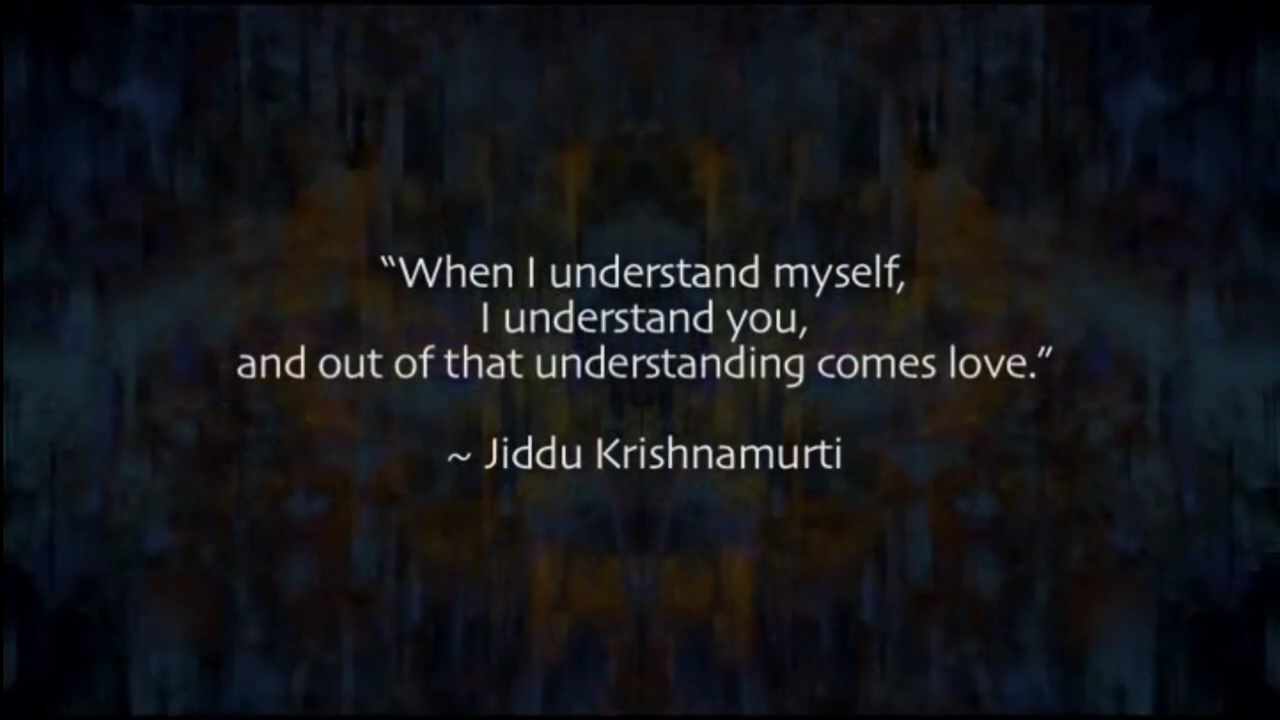 “When I understand myself,
I understand you,
and out of that understanding comes love.”
~ Jiddu Krishnamurti